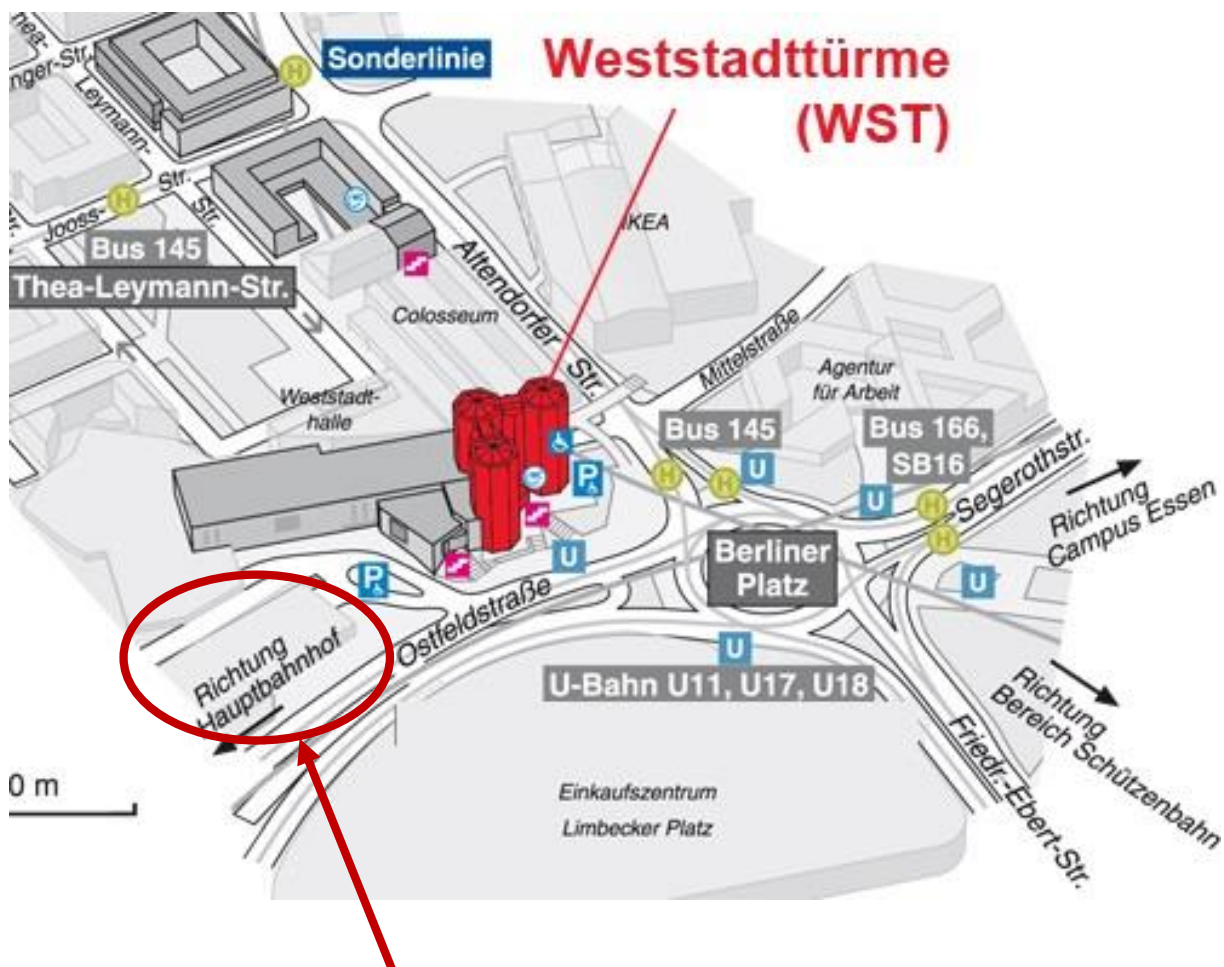 Sonderlinie
Weststadttürme
(WST)
Leymann-
Str.
Jooss-
Str.
Bus 145
Thea-Leymann-Str.
H
H
IKEA
Altendorfer Str.
Colosseum
Mittelstraße
Weststadt-
halle
Agentur
für Arbeit
Bus 145
Bus 166,
SB16
H
H
H
H
U
U
P
U
U
P
Segerothstr.
Richtung
Campus Essen
Berliner
Platz
Ostfeldstraße
Richtung
Hauptbahnhof
U
U-Bahn U11, U17, U18
Richtung
Bereich Schützenbahn
Friedr.-Ebert-Str.
0 m
Einkaufszentrum
Limbecker Platz